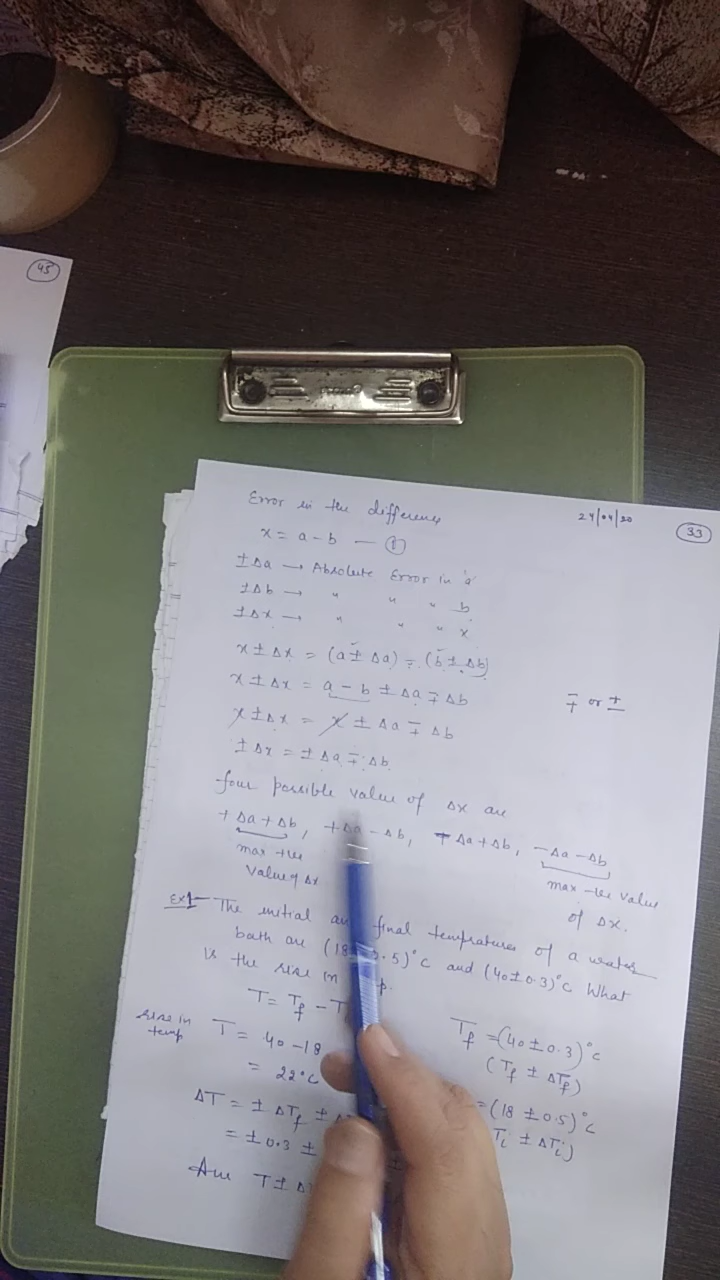 45
Error in the difference
24/04/20
33
x = a - b — ①
±Δa → Absolute Error in 'a'
±Δb → " " " b
±Δx → " " " x
x ± Δx = (a ± Δa) - (b ± Δb)
x ± Δx = a - b ± Δa ∓ Δb
∓ or ±
x ± Δx = x ± Δa ∓ Δb
± Δx = ± Δa ∓ Δb
four possible value of Δx are
+ Δa + Δb, + Δa - Δb, - Δa + Δb, - Δa - Δb
max +ve
value of Δx
max -ve value
of Δx.
Ex1 The initial and final tempratures of a water
bath are (18 .5)°C and (40±0.3)°C What
is the rise in p.
T = Tf - T
rise in
temp
T = 40 - 18
= 22°C
Tf = (40 ± 0.3)°C
(Tf ± ΔTf)
= (18 ± 0.5)°C
Ti ± ΔTi)
ΔT = ± ΔTf ±
= ± 0.3 ±
Ans T ± Δ